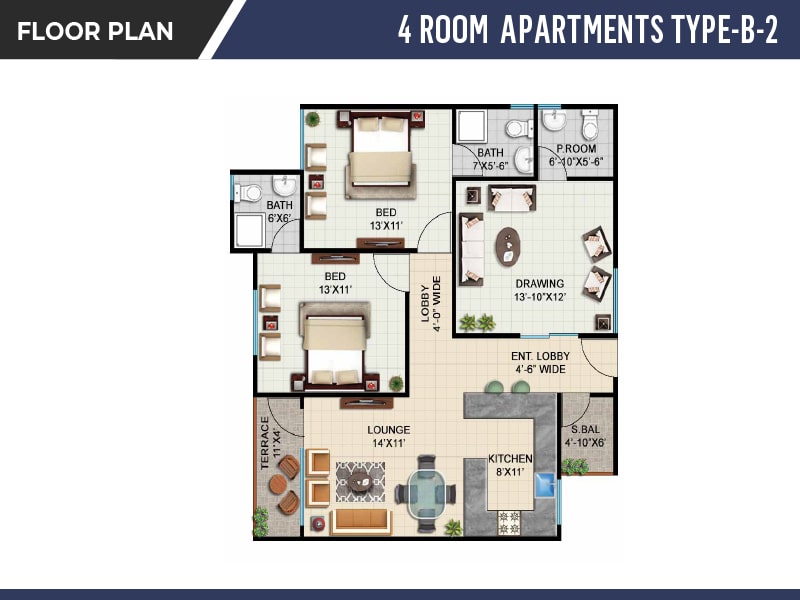 FLOOR PLAN
4 ROOM APARTMENTS TYPE-B-2
BATH
7'X5'-6"
P.ROOM
6'-10"X5'-6"
BATH
6'X6'
BED
13'X11'
BED
13'X11'
LOBBY
4'-0" WIDE
DRAWING
13'-10"X12'
ENT. LOBBY
4'-6" WIDE
TERRACE
11'X4'
LOUNGE
14'X11'
KITCHEN
8'X11'
S.BAL
4'-10"X6'